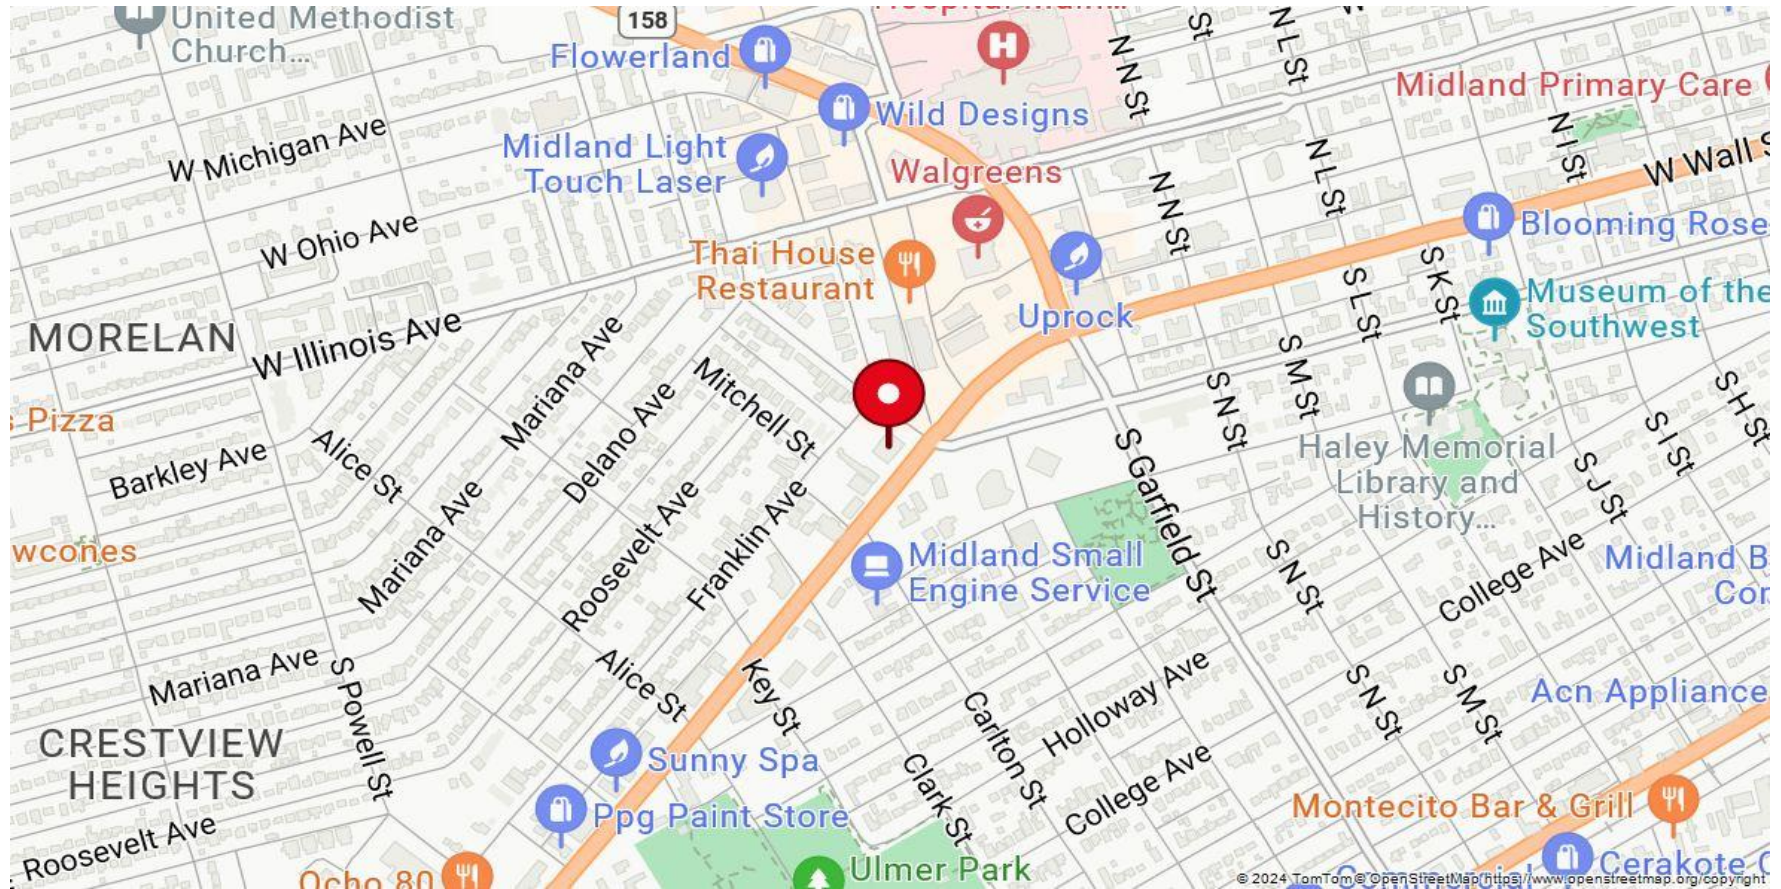 United Methodist
Church...
158
Flowerland
Wild Designs
N N St
St
N L St
Midland Primary Care
W Michigan Ave
Midland Light
Touch Laser
Walgreens
N N St
N L St
N I St
W Wall S
W Ohio Ave
Thai House
Restaurant
Uprock
Blooming Rose
S K St
S L St
Museum of the
Southwest
MORELAN
W Illinois Ave
Mariana Ave
Mitchell St
Delano Ave
S M St
S N St
S H St
S I St
Pizza
Barkley Ave
Alice St
Mariana Ave
Roosevelt Ave
Franklin Ave
S Garfield St
Haley Memorial
Library and
History...
S J St
wcones
Midland Small
Engine Service
S N St
College Ave
Midland B
Cor
Mariana Ave
S Powell St
Alice St
Key St
Carlton St
Holloway Ave
S N St
S M St
Acn Appliance
CRESTVIEW
HEIGHTS
Sunny Spa
Clark St
College Ave
Ppg Paint Store
Montecito Bar & Grill
Roosevelt Ave
Ocho 80
Ulmer Park
Commercial
Cerakote C
© 2024 TomTom © OpenStreetMap https://www.openstreetmap.org/copyright